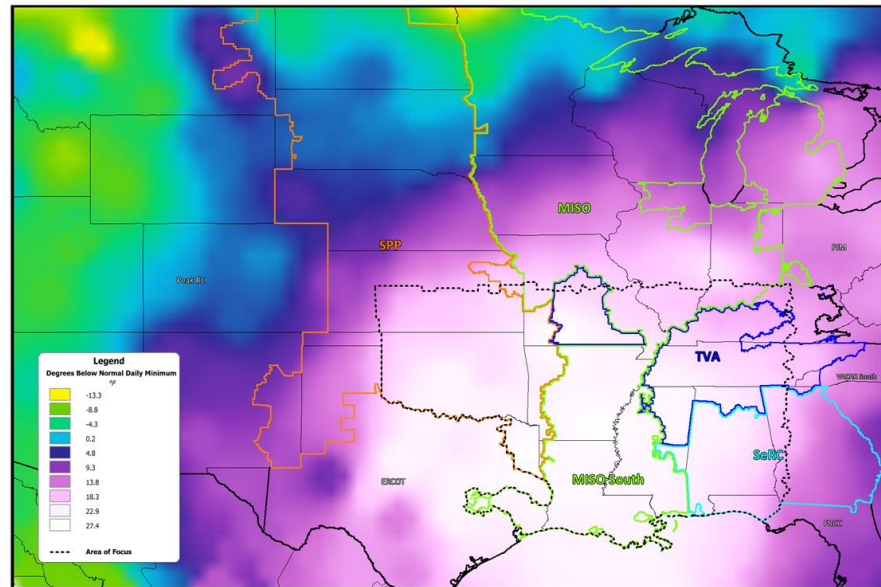 MISO
SPP
PJM
Peak RC
TVA
VACAR South
SeRC
ERCOT
MISO South
FRCC
Legend
Degrees Below Normal Daily Minimum
°F
-13.3
-8.8
-4.3
0.2
4.8
9.3
13.8
18.3
22.9
27.4
Area of Focus